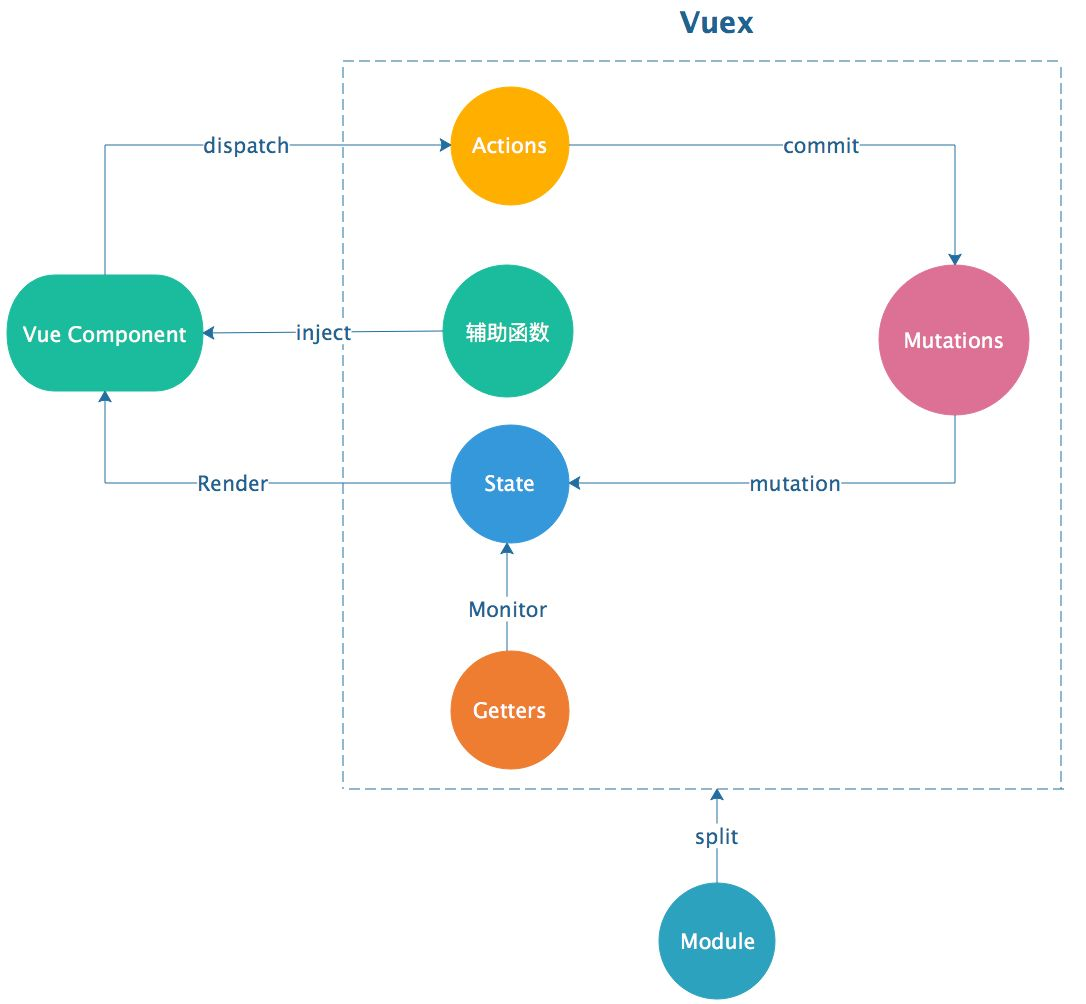 Vuex
Actions
dispatch
commit
辅助函数
Vue Component
inject
Mutations
State
Render
mutation
Monitor
Getters
split
Module